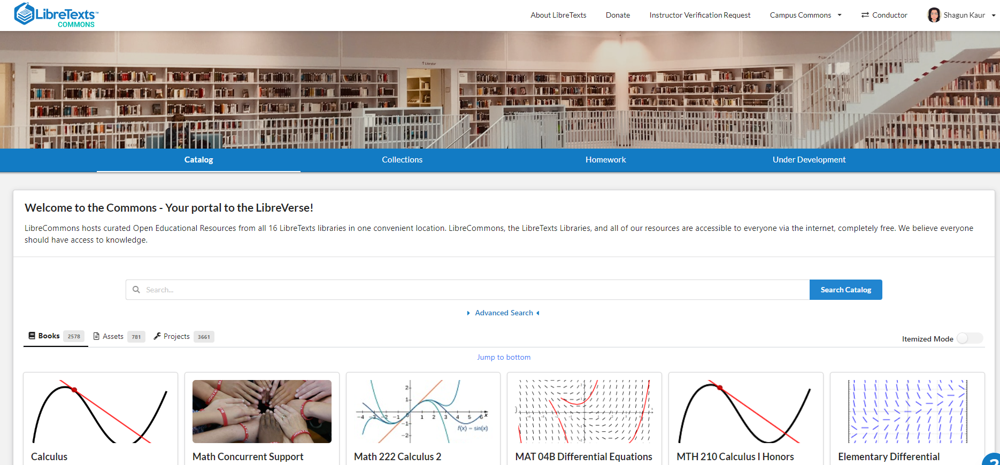 LibreTexts™
COMMONS
About LibreTexts
Donate
Instructor Verification Request
Campus Commons
Conductor
Shagun Kaur
Catalog
Collections
Homework
Under Development
Welcome to the Commons - Your portal to the LibreVerse!
LibreCommons hosts curated Open Educational Resources from all 16 LibreTexts libraries in one convenient location. LibreCommons, the LibreTexts Libraries, and all of our resources are accessible to everyone via the internet, completely free. We believe everyone
should have access to knowledge.
Search...
Search Catalog
Advanced Search
Books 2578
Assets 781
Projects 3661
Itemized Mode
Jump to bottom
Calculus
Math Concurrent Support
2
1
-4 -3 -2 -1 0 1 2 3 4 5 6 x
-1
f(x) = sin(x)
-2
Math 222 Calculus 2
MAT 04B Differential Equations
MTH 210 Calculus I Honors
Elementary Differential
?